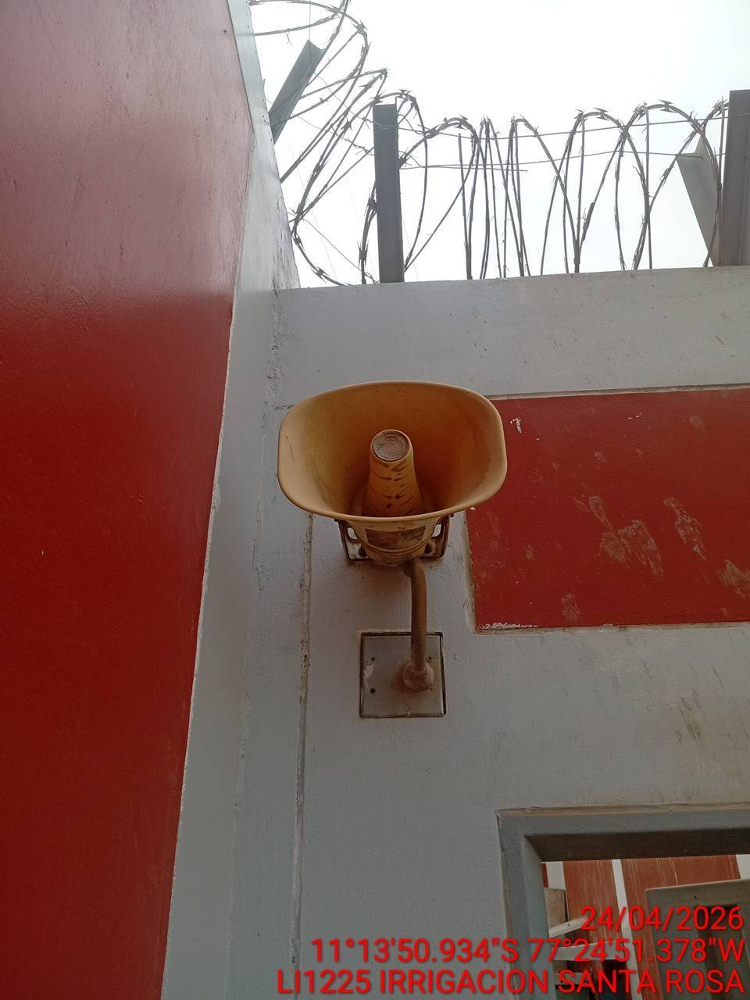 24/04/2026
11°13'50.934"S 77°24'51.378"W
LI1225 IRRIGACION SANTA ROSA